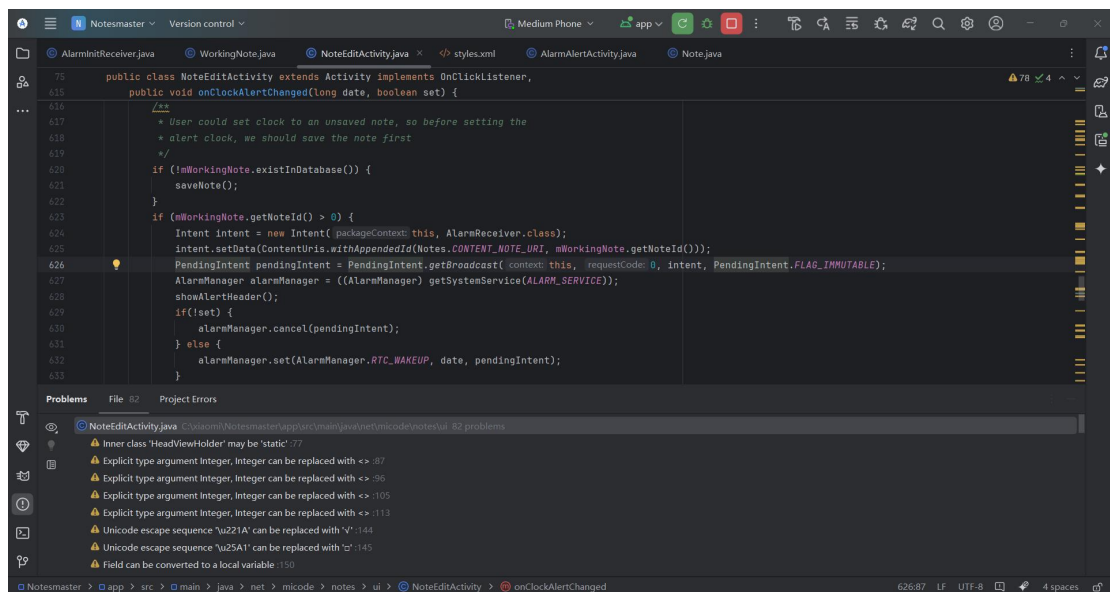 Notesmaster Version control Medium Phone app
AlarmInitReceiver.java WorkingNote.java NoteEditActivity.java styles.xml AlarmAlertActivity.java Note.java
75 public class NoteEditActivity extends Activity implements OnClickListener, 78 4
615 public void onClockAlertChanged(long date, boolean set) {
616 /**
617 * User could set clock to an unsaved note, so before setting the
618 * alert clock, we should save the note first
619 */
620 if (!mWorkingNote.existInDatabase()) {
621 saveNote();
622 }
623 if (mWorkingNote.getNoteId() > 0) {
624 Intent intent = new Intent( packageContext: this, AlarmReceiver.class);
625 intent.setData(ContentUris.withAppendedId(Notes.CONTENT_NOTE_URI, mWorkingNote.getNoteId()));
626 PendingIntent pendingIntent = PendingIntent.getBroadcast( context: this, requestCode: 0, intent, PendingIntent.FLAG_IMMUTABLE);
627 AlarmManager alarmManager = ((AlarmManager) getSystemService(ALARM_SERVICE));
628 showAlertHeader();
629 if(!set) {
630 alarmManager.cancel(pendingIntent);
631 } else {
632 alarmManager.set(AlarmManager.RTC_WAKEUP, date, pendingIntent);
633 }
Problems File 82 Project Errors
NoteEditActivity.java C:\xiaomi\Notesmaster\app\src\main\java\net\micode\notes\ui 82 problems
Inner class 'HeadViewHolder' may be 'static' :77
Explicit type argument Integer, Integer can be replaced with <> :87
Explicit type argument Integer, Integer can be replaced with <> :96
Explicit type argument Integer, Integer can be replaced with <> :105
Explicit type argument Integer, Integer can be replaced with <> :113
Unicode escape sequence '\u221A' can be replaced with '√' :144
Unicode escape sequence '\u25A1' can be replaced with '□' :145
Field can be converted to a local variable :150
Notesmaster > app > src > main > java > net > micode > notes > ui > NoteEditActivity > onClockAlertChanged 626:87 LF UTF-8 4 spaces